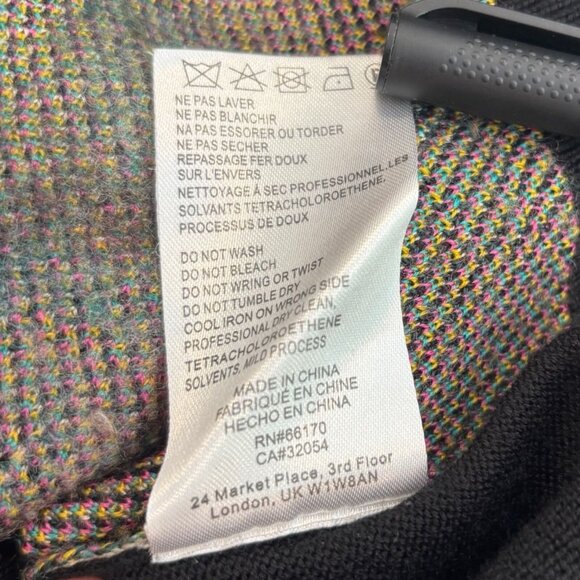 NE PAS LAVER
NE PAS BLANCHIR
NA PAS ESSORER OU TORDER
NE PAS SECHER
REPASSAGE FER DOUX
SUR L'ENVERS
NETTOYAGE À SEC PROFESSIONNEL.LES
SOLVANTS TETRACHOLOROETHENE.
PROCESSUS DE DOUX
DO NOT WASH
DO NOT BLEACH
DO NOT WRING OR TWIST
DO NOT TUMBLE DRY
COOL IRON ON WRONG SIDE
PROFESSIONAL DRY CLEAN,
TETRACHOLOROETHENE
SOLVENTS, MILD PROCESS
MADE IN CHINA
FABRIQUÉ EN CHINE
HECHO EN CHINA
RN#66170
CA#32054
24 Market Place, 3rd Floor
London, UK W1W8AN